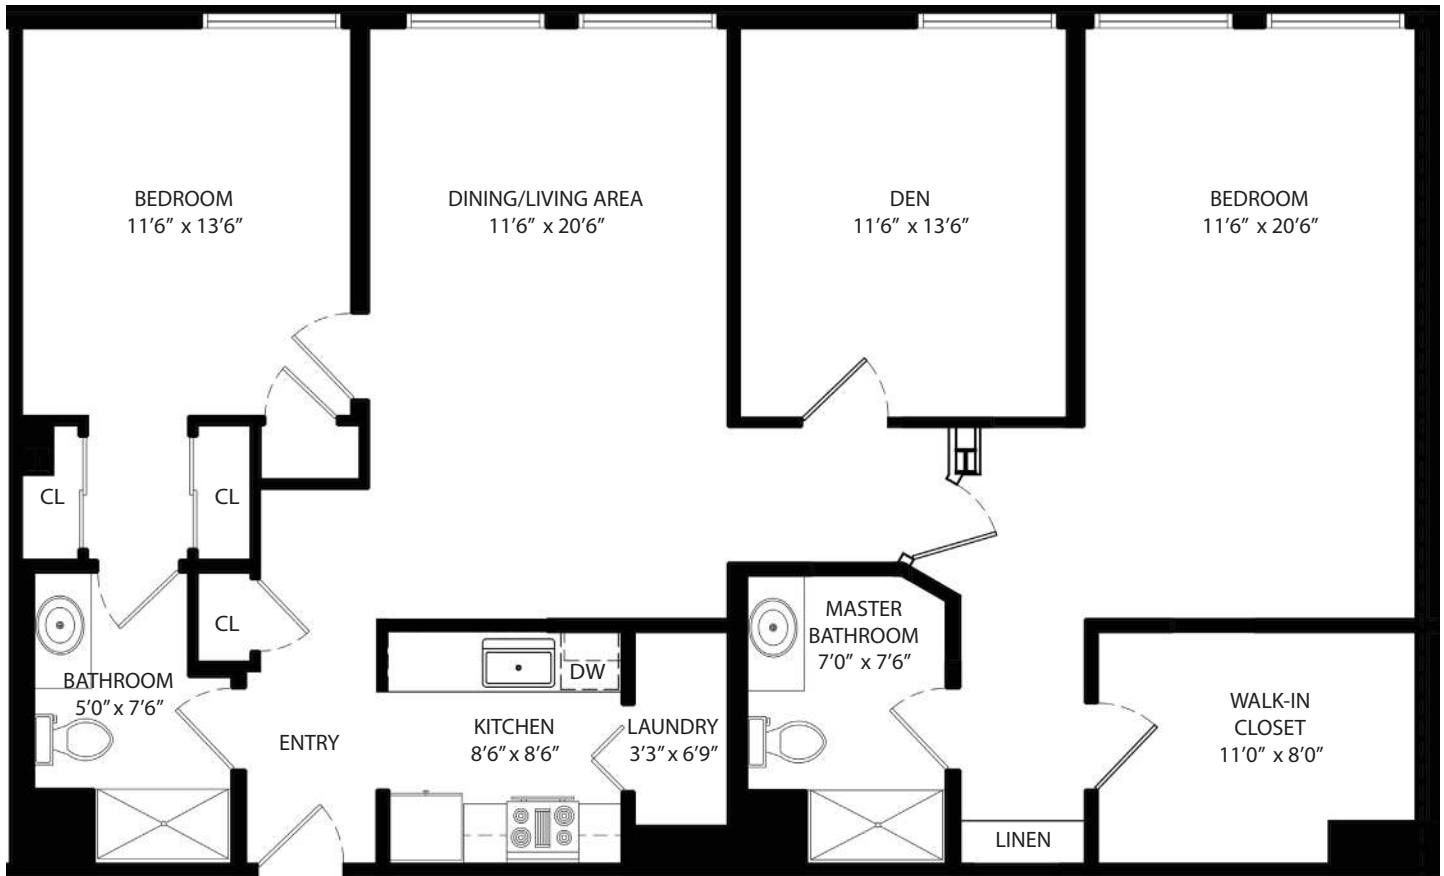 BEDROOM
11’6” x 13’6”
DINING/LIVING AREA
11’6” x 20’6”
DEN
11’6” x 13’6”
BEDROOM
11’6” x 20’6”
CL
CL
CL
BATHROOM
5’0” x 7’6”
ENTRY
DW
KITCHEN
8’6” x 8’6”
LAUNDRY
3’3” x 6’9”
MASTER
BATHROOM
7’0” x 7’6”
WALK-IN
CLOSET
11’0” x 8’0”
LINEN